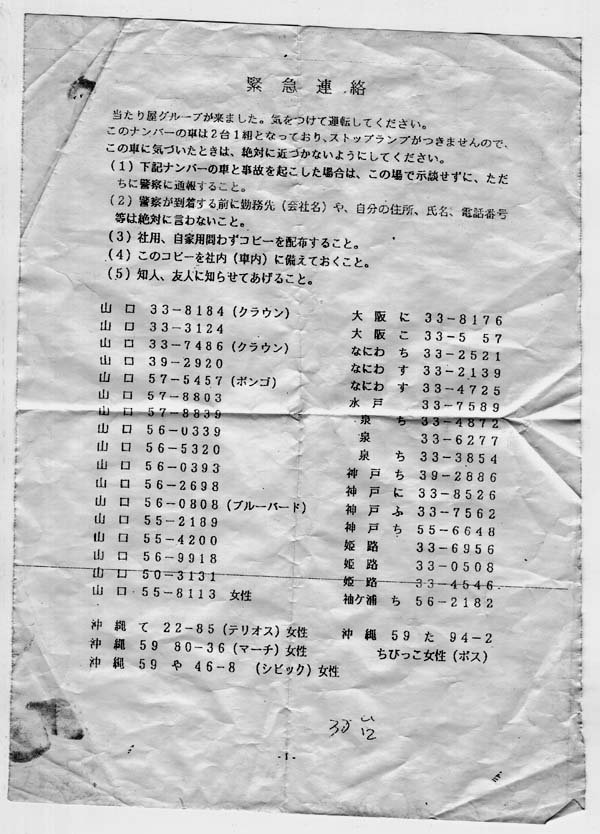 緊急連絡
当たり屋グループが来ました。気をつけて運転してください。
このナンバーの車は2台1組となっており、ストップランプがつきませんので、
この車に気づいたときは、絶対に近づかないようにしてください。
(1)下記ナンバーの車と事故を起こした場合は、この場で示談せずに、ただ
ちに警察に通報すること。
(2)警察が到着する前に勤務先(会社名)や、自分の住所、氏名、電話番号
等は絶対に言わないこと。
(3)社用、自家用問わずコピーを配布すること。
(4)このコピーを社内(車内)に備えておくこと。
(5)知人、友人に知らせてあげること。
山口 33-8184(クラウン)
山口 33-3124
山口 33-7486(クラウン)
山口 39-2920
山口 57-5457(ボンゴ)
山口 57-8803
山口 57-8839
山口 56-0339
山口 56-5320
山口 56-0393
山口 56-2698
山口 56-0808(ブルーバード)
山口 55-2189
山口 55-4200
山口 56-9918
山口 50-3131
山口 55-8113 女性
大阪に 33-8176
大阪こ 33-5 57
なにわち 33-2521
なにわす 33-2139
なにわす 33-4725
水戸 33-7589
泉ち 33-4872
泉 33-6277
泉ち 33-3854
神戸ち 39-2886
神戸に 33-8526
神戸ふ 33-7562
神戸ち 55-6648
姫路 33-6956
姫路 33-0508
姫路 33-4546
袖ケ浦ち 56-2182
沖縄て 22-85(テリオス)女性
沖縄 59 80-36(マーチ)女性
沖縄 59 や 46-8 (シビック)女性
沖縄 59 た 94-2
ちびっこ女性(ボス)
-1-